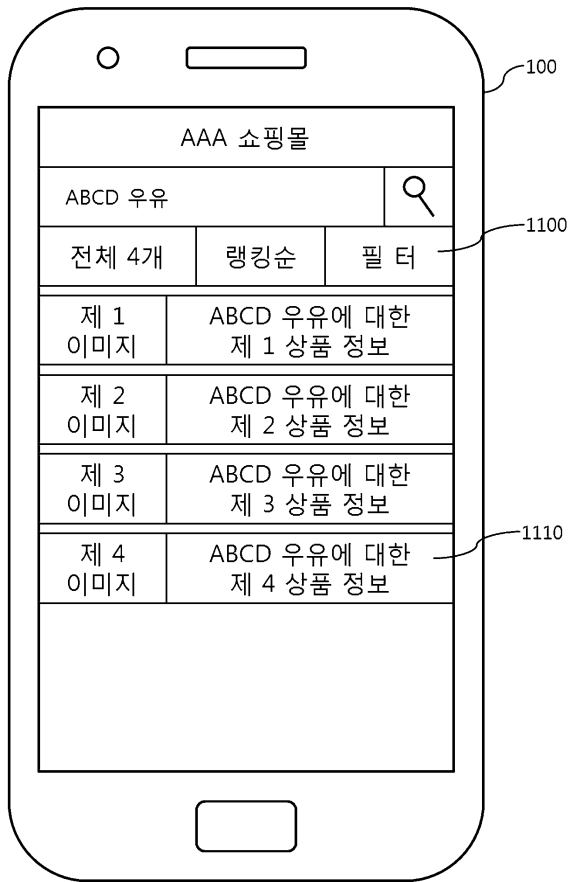 100
AAA 쇼핑몰
ABCD 우유
1100
전체 4개 랭킹순 필 터
제 1
이미지
ABCD 우유에 대한
제 1 상품 정보
제 2
이미지
ABCD 우유에 대한
제 2 상품 정보
제 3
이미지
ABCD 우유에 대한
제 3 상품 정보
1110
제 4
이미지
ABCD 우유에 대한
제 4 상품 정보